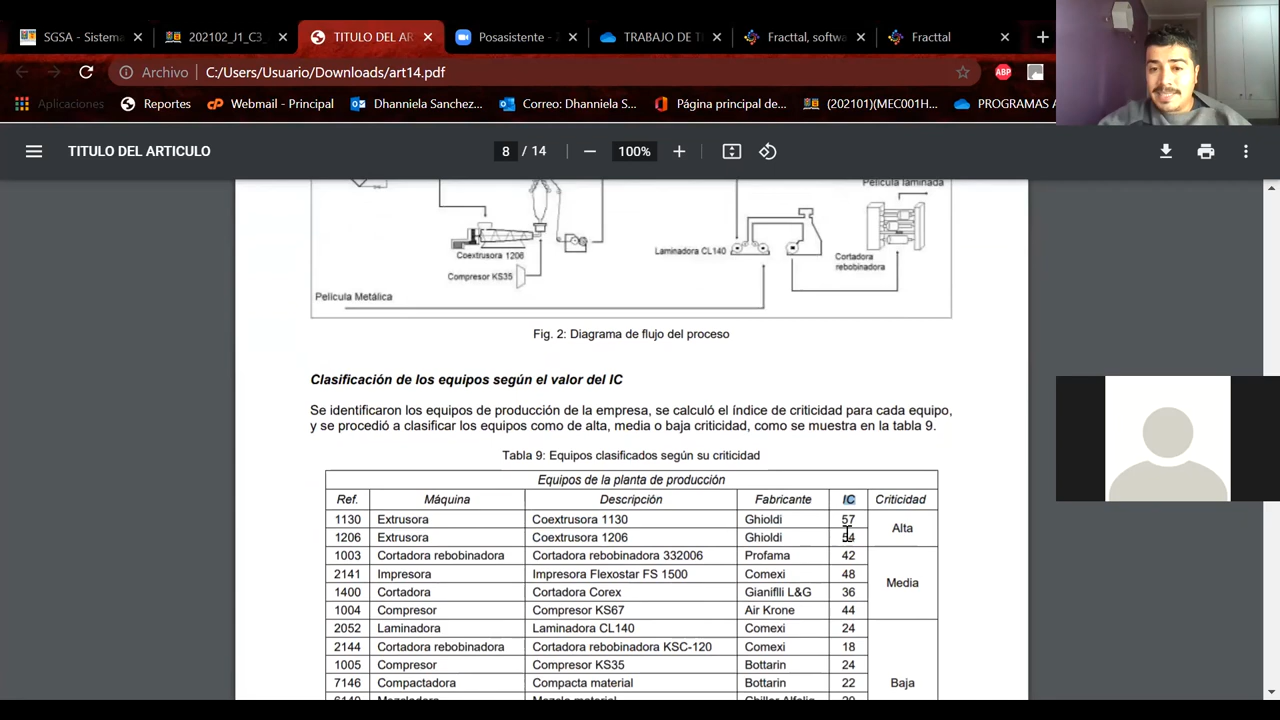 SGSA - Sistema
202102_J1_C3_
TITULO DEL AR
Posasistente -
TRABAJO DE T
Fracttal, softwa
Fracttal
Archivo
C:/Users/Usuario/Downloads/art14.pdf
ABP
Aplicaciones
Reportes
Webmail - Principal
Dhanniela Sanchez...
Correo: Dhanniela S...
Página principal de...
(202101)(MEC001H...
PROGRAMAS A
TITULO DEL ARTICULO
8 / 14
100%
Película laminada
Coextrusora 1206
Laminadora CL140
Cortadora
rebobinadora
Compresor KS35
Película Metálica
Fig. 2: Diagrama de flujo del proceso
Clasificación de los equipos según el valor del IC
Se identificaron los equipos de producción de la empresa, se calculó el índice de criticidad para cada equipo,
y se procedió a clasificar los equipos como de alta, media o baja criticidad, como se muestra en la tabla 9.
Tabla 9: Equipos clasificados según su criticidad
Equipos de la planta de producción
Ref. Máquina Descripción Fabricante IC Criticidad
1130 Extrusora Coextrusora 1130 Ghioldi 57 Alta
1206 Extrusora Coextrusora 1206 Ghioldi 54
1003 Cortadora rebobinadora Cortadora rebobinadora 332006 Profama 42 Media
2141 Impresora Impresora Flexostar FS 1500 Comexi 48
1400 Cortadora Cortadora Corex Gianiflli L&G 36
1004 Compresor Compresor KS67 Air Krone 44
2052 Laminadora Laminadora CL140 Comexi 24 Baja
2144 Cortadora rebobinadora Cortadora rebobinadora KSC-120 Comexi 18
1005 Compresor Compresor KS35 Bottarin 24
7146 Compactadora Compacta material Bottarin 22